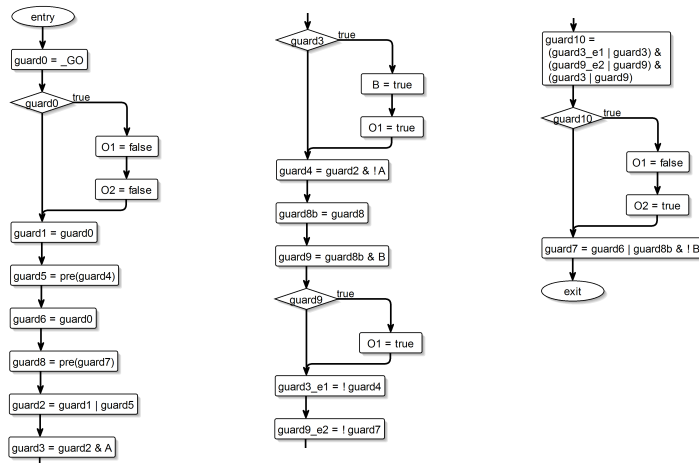 entry
guard0 = _GO
guard0
true
O1 = false
O2 = false
guard1 = guard0
guard5 = pre(guard4)
guard6 = guard0
guard8 = pre(guard7)
guard2 = guard1 | guard5
guard3 = guard2 & A
guard3
true
B = true
O1 = true
guard4 = guard2 & ! A
guard8b = guard8
guard9 = guard8b & B
guard9
true
O1 = true
guard3_e1 = ! guard4
guard9_e2 = ! guard7
guard10 =
(guard3_e1 | guard3) &
(guard9_e2 | guard9) &
(guard3 | guard9)
guard10
true
O1 = false
O2 = true
guard7 = guard6 | guard8b & ! B
exit